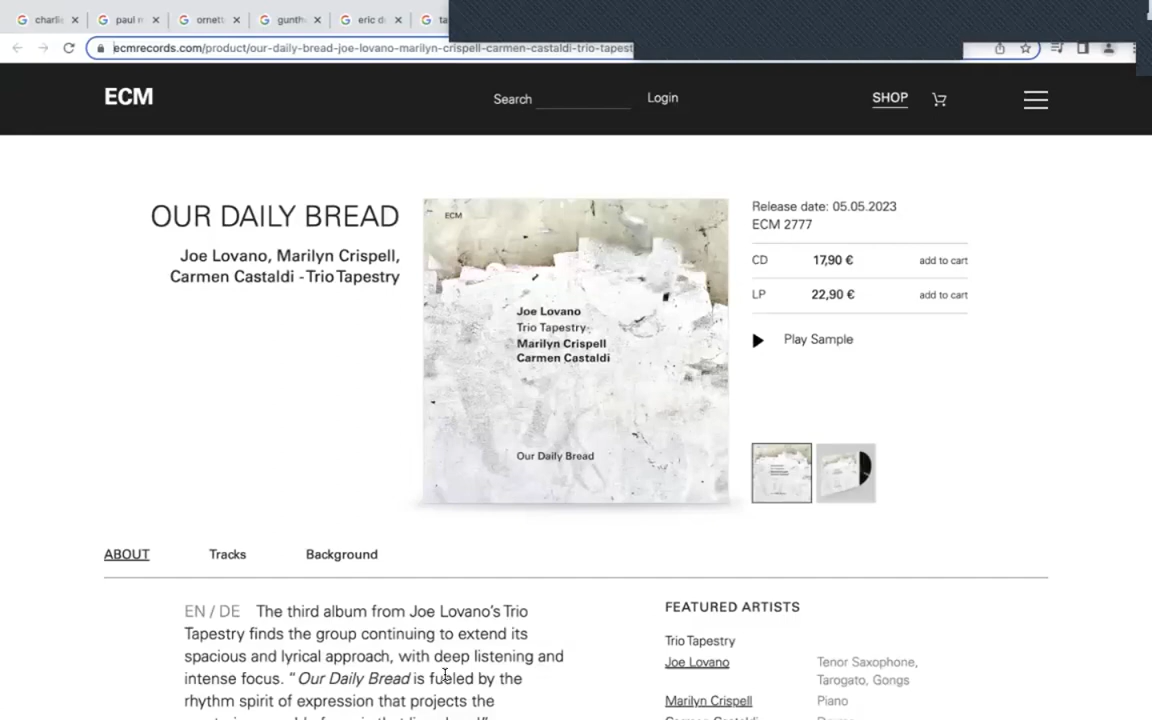 charlie
paul m
ornett
gunth
eric d
ta
ecmrecords.com/product/our-daily-bread-joe-lovano-marilyn-crispell-carmen-castaldi-trio-tapest
ECM
Search
Login
SHOP
OUR DAILY BREAD
Joe Lovano, Marilyn Crispell,
Carmen Castaldi - Trio Tapestry
ECM
Joe Lovano
Trio Tapestry
Marilyn Crispell
Carmen Castaldi
Our Daily Bread
Release date: 05.05.2023
ECM 2777
CD 17,90 € add to cart
LP 22,90 € add to cart
Play Sample
ABOUT Tracks Background
EN / DE The third album from Joe Lovano's Trio
Tapestry finds the group continuing to extend its
spacious and lyrical approach, with deep listening and
intense focus. "Our Daily Bread is fueled by the
rhythm spirit of expression that projects the
FEATURED ARTISTS
Trio Tapestry
Joe Lovano Tenor Saxophone,
Tarogato, Gongs
Marilyn Crispell Piano
Carmen Castaldi Drums